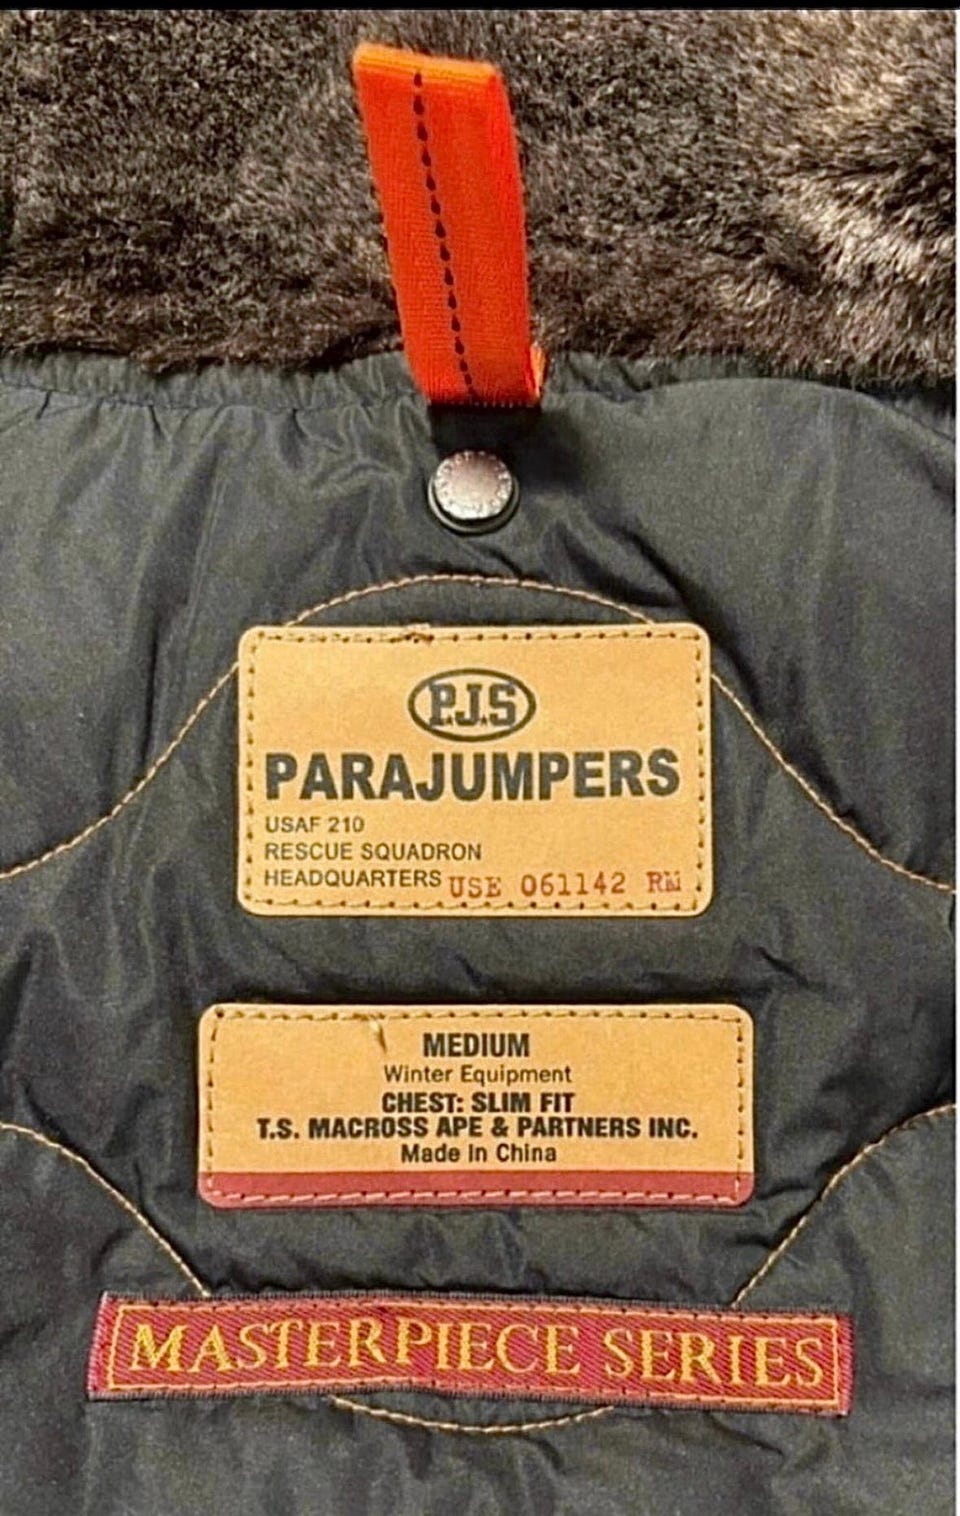 P.J.S
PARAJUMPERS
USAF 210
RESCUE SQUADRON
HEADQUARTERS USE 061142 RM
MEDIUM
Winter Equipment
CHEST: SLIM FIT
T.S. MACROSS APE & PARTNERS INC.
Made In China
MASTERPIECE SERIES